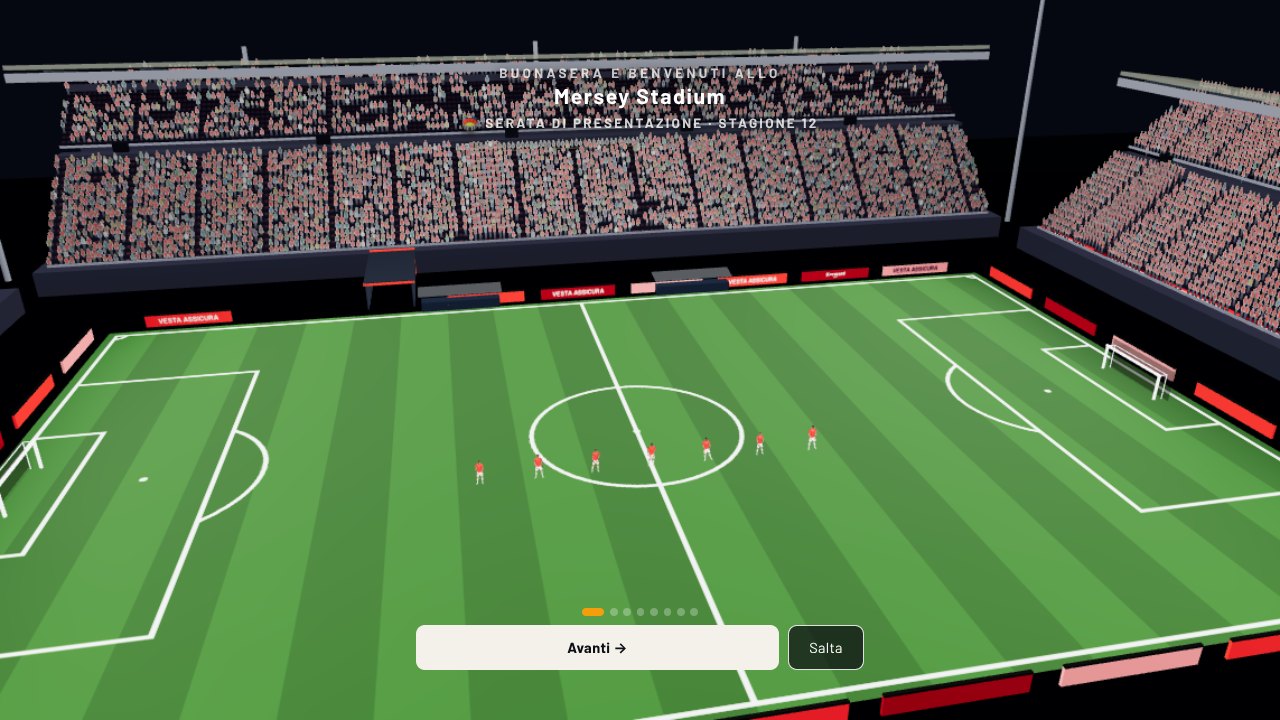 BUONASERA E BENVENUTI ALLO
Mersey Stadium
SERATA DI PRESENTAZIONE · STAGIONE 12
VESTA ASSICURA
VESTA ASSICURA
VESTA ASSICURA
VESTA ASSICURA
Avanti →
Salta